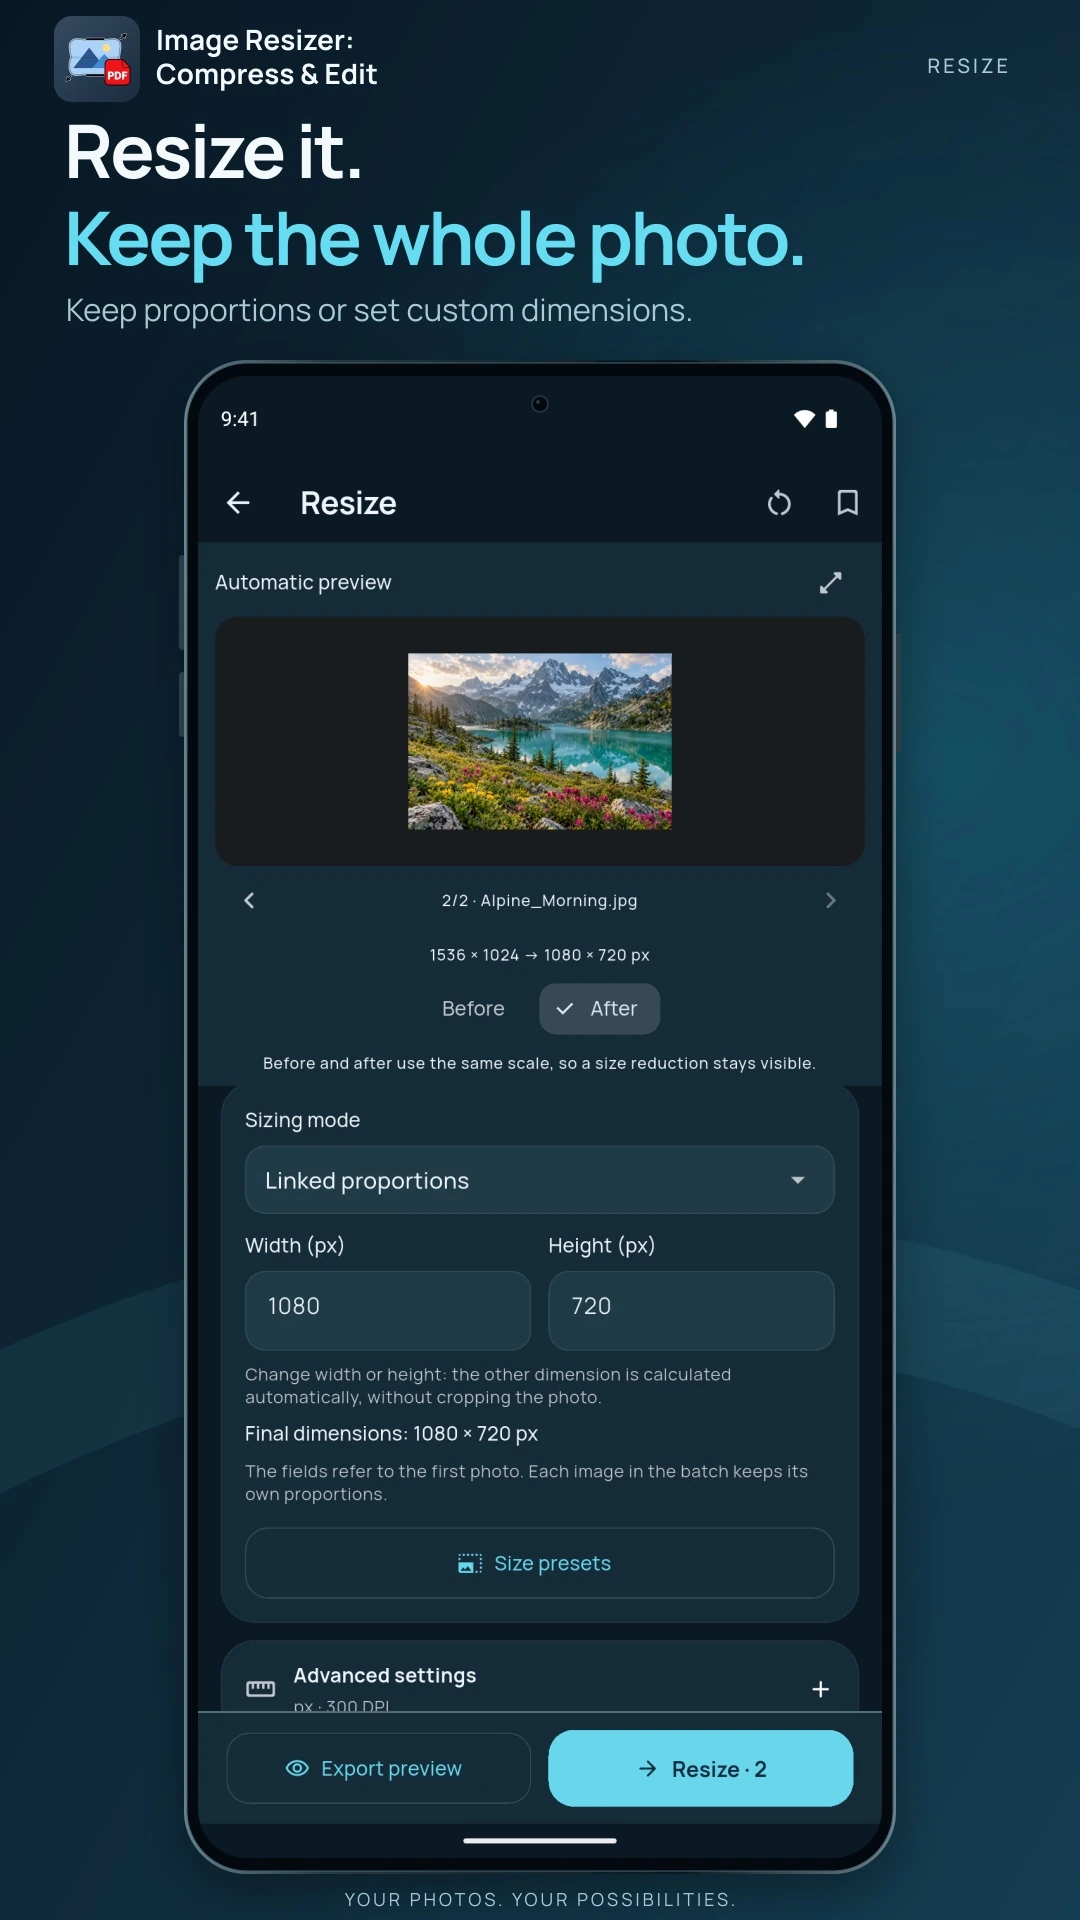 PDF
Image Resizer:
Compress & Edit
RESIZE
Resize it.
Keep the whole photo.
Keep proportions or set custom dimensions.
9:41
Resize
Automatic preview
2/2 · Alpine_Morning.jpg
1536 × 1024 → 1080 × 720 px
Before
After
Before and after use the same scale, so a size reduction stays visible.
Sizing mode
Linked proportions
Width (px)
Height (px)
1080
720
Change width or height: the other dimension is calculated
automatically, without cropping the photo.
Final dimensions: 1080 × 720 px
The fields refer to the first photo. Each image in the batch keeps its
own proportions.
Size presets
Advanced settings
px · 300 DPI
Export preview
Resize · 2
YOUR PHOTOS. YOUR POSSIBILITIES.